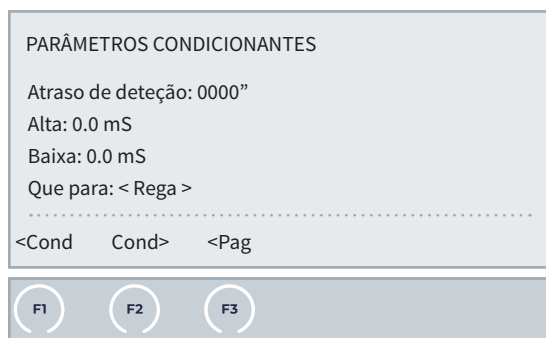 PARÂMETROS CONDICIONANTES
Atraso de deteção: 0000”
Alta: 0.0 mS
Baixa: 0.0 mS
Que para: < Rega >
<Cond Cond> <Pag
F1 F2 F3